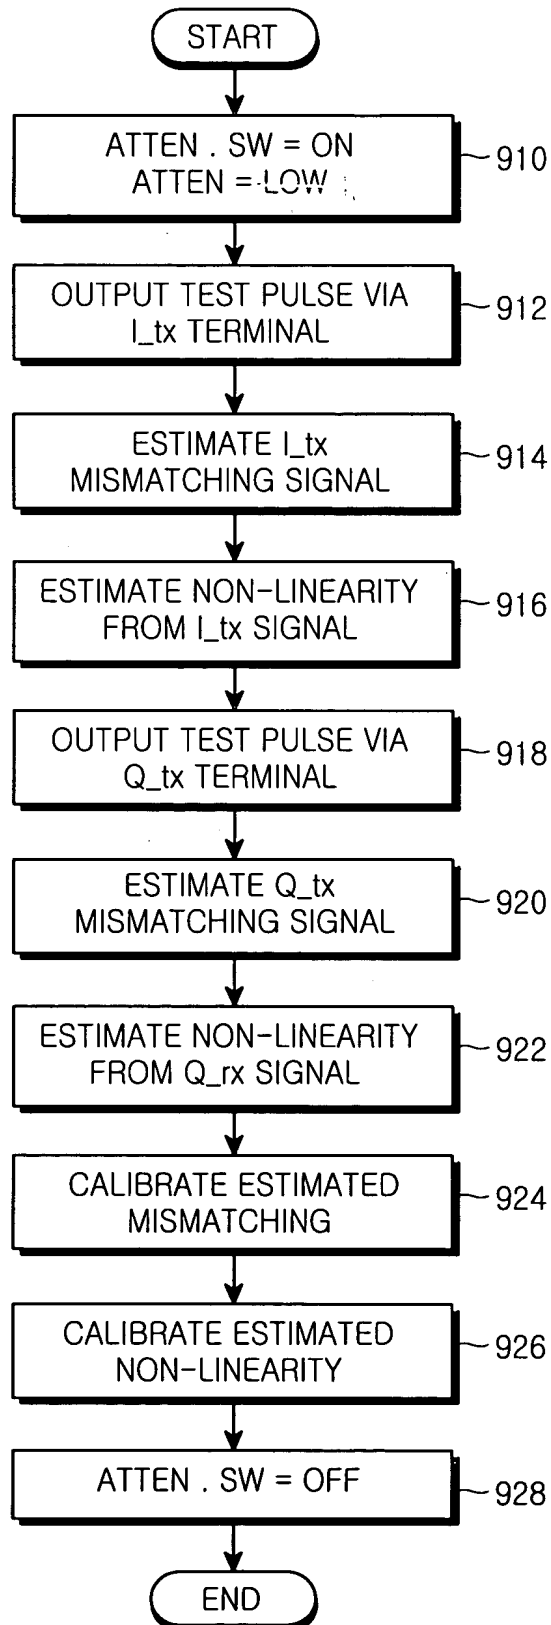 START
ATTEN . SW = ON
ATTEN = LOW
910
OUTPUT TEST PULSE VIA
I_tx TERMINAL
912
ESTIMATE I_tx
MISMATCHING SIGNAL
914
ESTIMATE NON-LINEARITY
FROM I_tx SIGNAL
916
OUTPUT TEST PULSE VIA
Q_tx TERMINAL
918
ESTIMATE Q_tx
MISMATCHING SIGNAL
920
ESTIMATE NON-LINEARITY
FROM Q_rx SIGNAL
922
CALIBRATE ESTIMATED
MISMATCHING
924
CALIBRATE ESTIMATED
NON-LINEARITY
926
ATTEN . SW = OFF
928
END